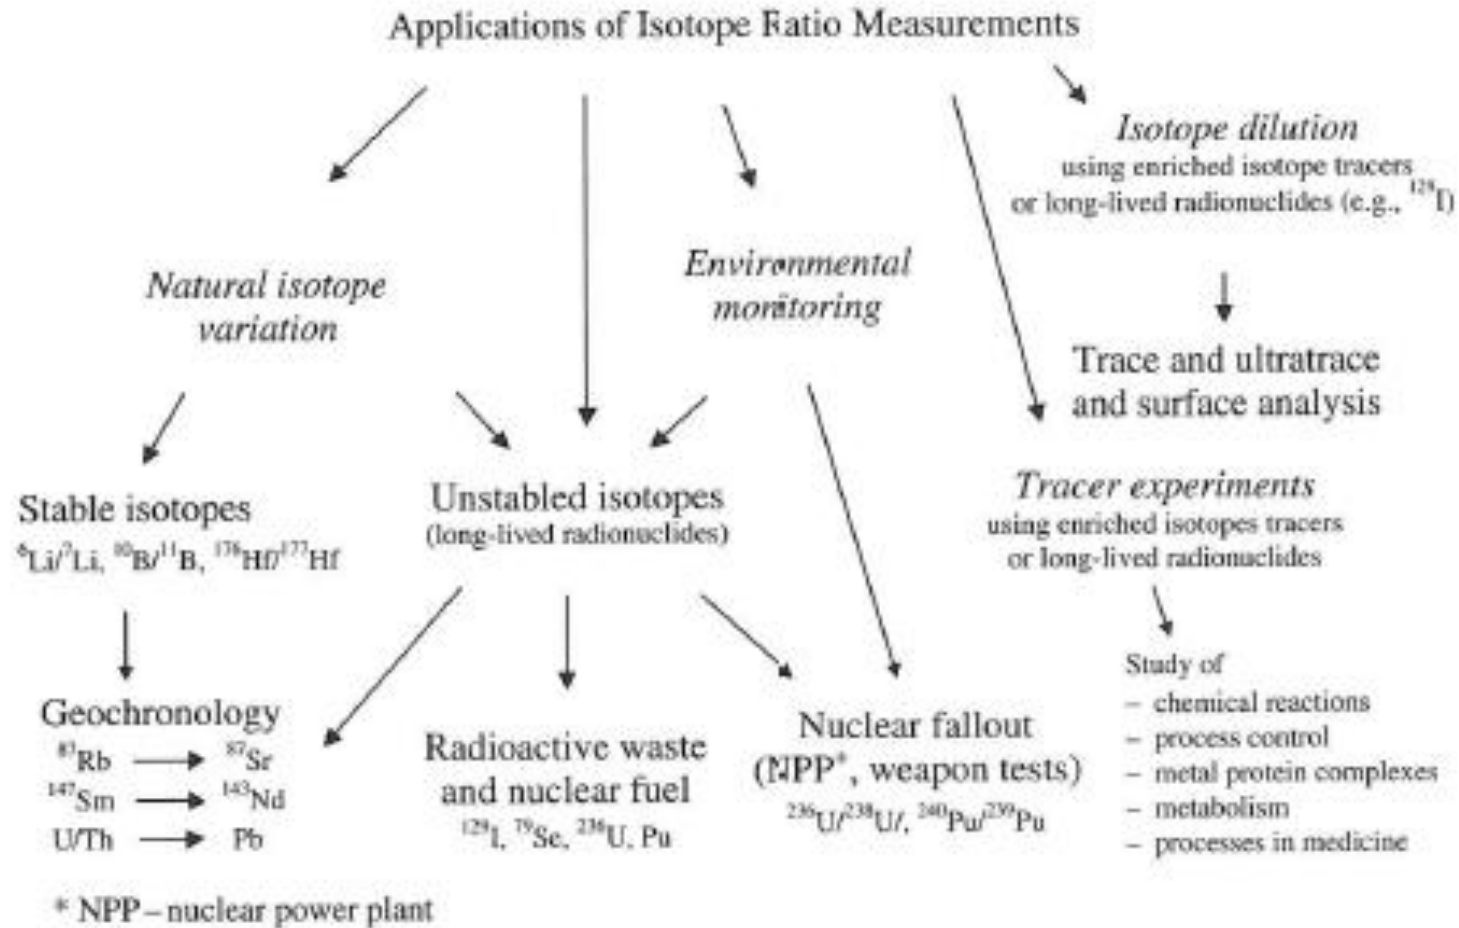 Applications of Isotope Ratio Measurements
Isotope dilution
using enriched isotope tracers
or long-lived radionuclides (e.g., ¹²⁹I)
Natural isotope
variation
Environmental
monitoring
Trace and ultratrace
and surface analysis
Stable isotopes
⁶Li/⁷Li, ¹⁰B/¹¹B, ¹⁷⁶Hf/¹⁷⁷Hf
Unstabled isotopes
(long-lived radionuclides)
Tracer experiments
using enriched isotopes tracers
or long-lived radionuclides
Geochronology
⁸⁷Rb → ⁸⁷Sr
¹⁴⁷Sm → ¹⁴³Nd
U/Th → Pb
Radioactive waste
and nuclear fuel
¹²⁹I, ⁷⁹Se, ²³⁶U, Pu
Nuclear fallout
(NPP*, weapon tests)
²³⁶U/²³⁸U/, ²⁴⁰Pu/²³⁹Pu
Study of
– chemical reactions
– process control
– metal protein complexes
– metabolism
– processes in medicine
* NPP – nuclear power plant